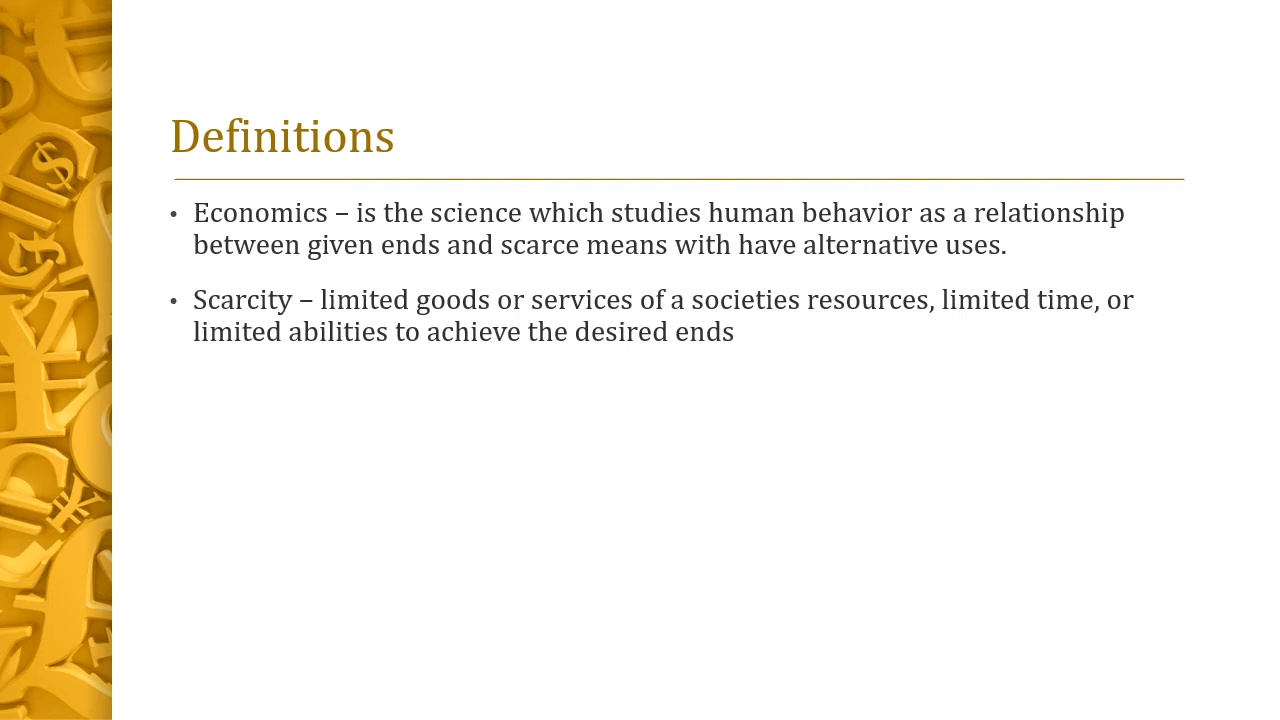 Definitions
• Economics – is the science which studies human behavior as a relationship
between given ends and scarce means with have alternative uses.
• Scarcity – limited goods or services of a societies resources, limited time, or
limited abilities to achieve the desired ends